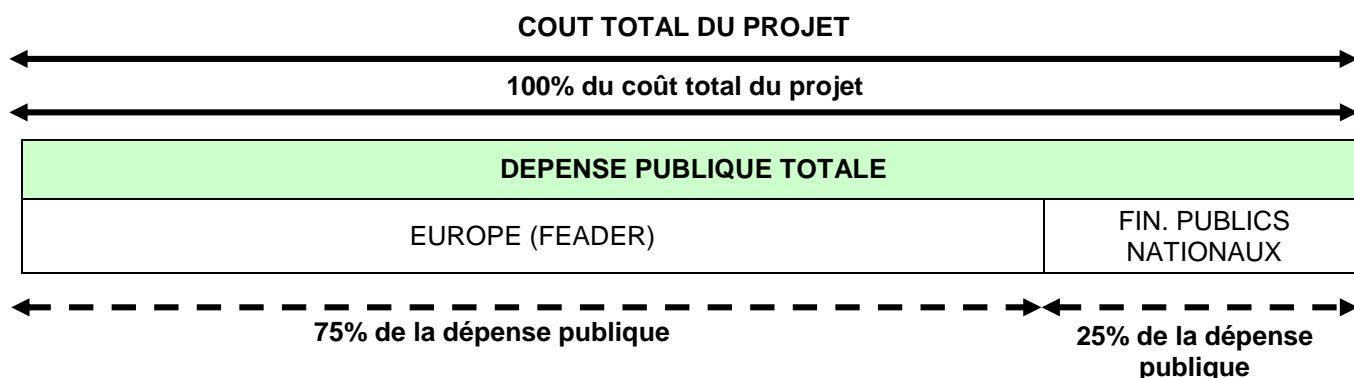 COUT TOTAL DU PROJET
100% du coût total du projet
DEPENSE PUBLIQUE TOTALE
EUROPE (FEADER)
FIN. PUBLICS
NATIONAUX
75% de la dépense publique
25% de la dépense
publique